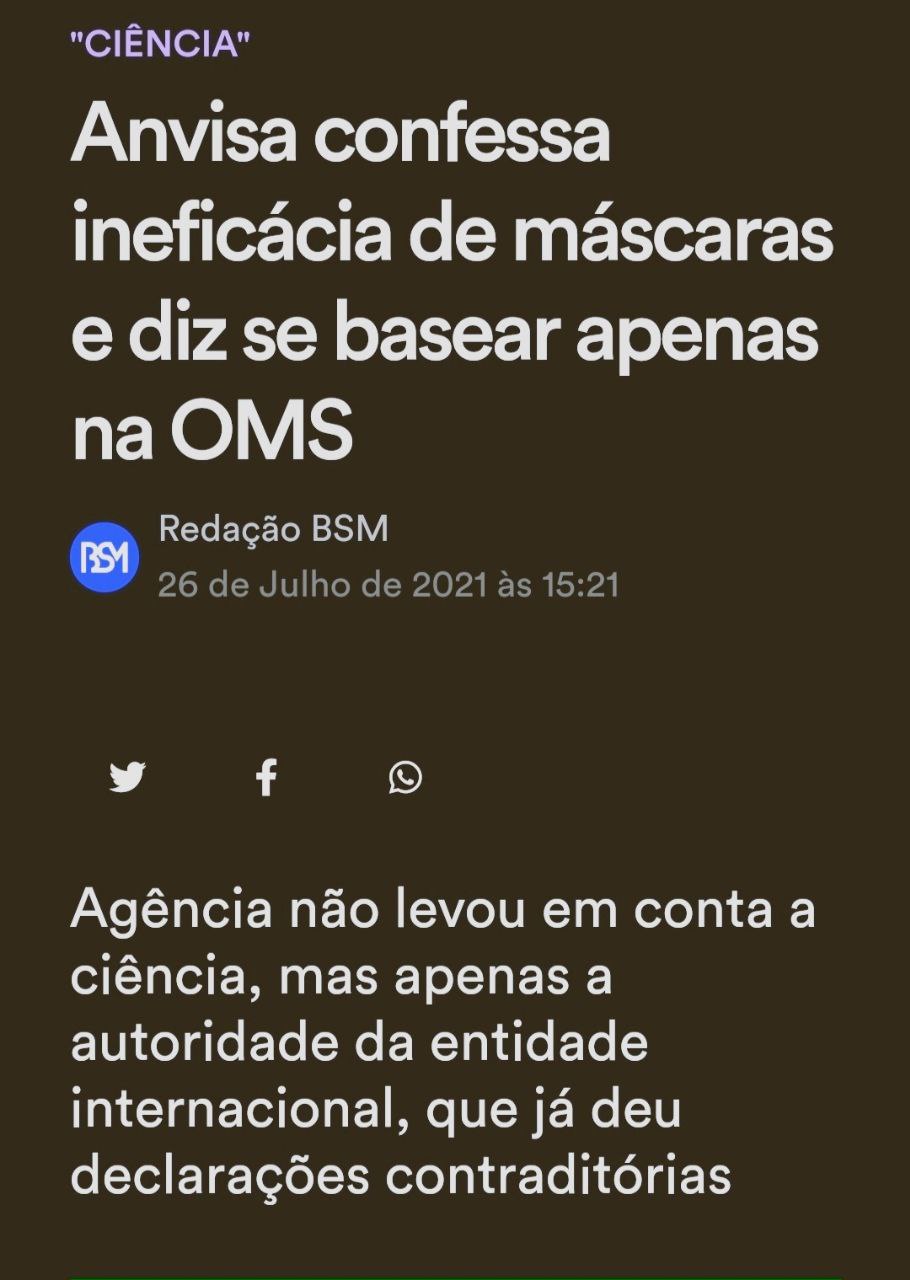 "CIÊNCIA"
Anvisa confessa
ineficácia de máscaras
e diz se basear apenas
na OMS
BSM
Redação BSM
26 de Julho de 2021 às 15:21
Agência não levou em conta a
ciência, mas apenas a
autoridade da entidade
internacional, que já deu
declarações contraditórias